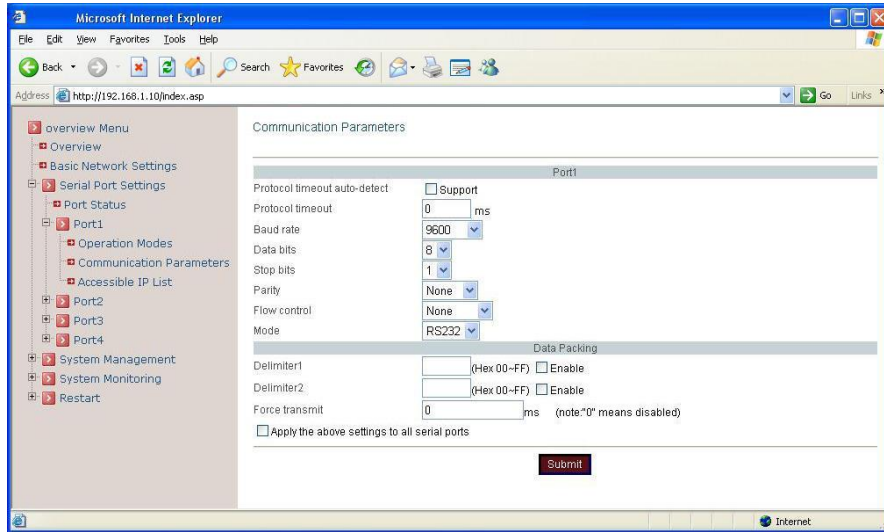 Microsoft Internet Explorer
File Edit View Favorites Tools Help
Back Search Favorites
Address http://192.168.1.10/index.asp Go Links »
overview Menu
Overview
Basic Network Settings
Serial Port Settings
Port Status
Port1
Operation Modes
Communication Parameters
Accessible IP List
Port2
Port3
Port4
System Management
System Monitoring
Restart
Communication Parameters
Port1
Protocol timeout auto-detect Support
Protocol timeout 0 ms
Baud rate 9600
Data bits 8
Stop bits 1
Parity None
Flow control None
Mode RS232
Data Packing
Delimiter1 (Hex 00~FF) Enable
Delimiter2 (Hex 00~FF) Enable
Force transmit 0 ms (note:"0" means disabled)
Apply the above settings to all serial ports
Submit
Internet